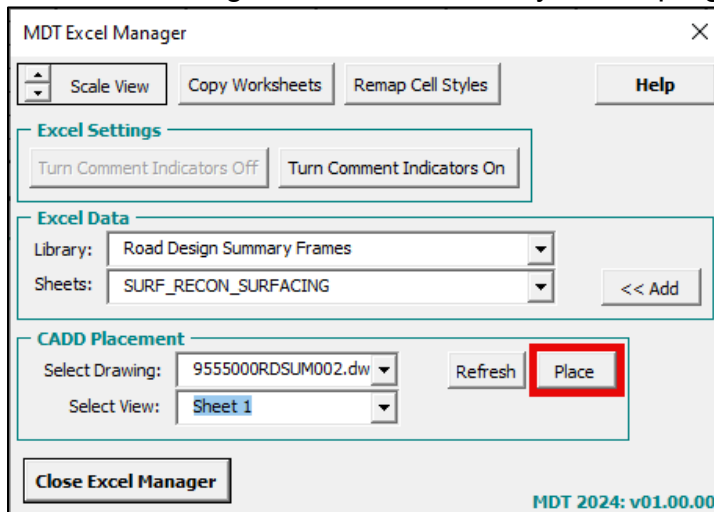 MDT Excel Manager
Scale View Copy Worksheets Remap Cell Styles Help
Excel Settings
Turn Comment Indicators Off Turn Comment Indicators On
Excel Data
Library: Road Design Summary Frames
Sheets: SURF_RECON_SURFACING << Add
CADD Placement
Select Drawing: 9555000RDSUM002.dw Refresh Place
Select View: Sheet 1
Close Excel Manager
MDT 2024: v01.00.00